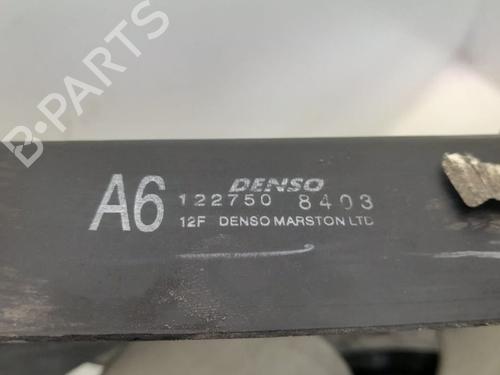 B-PARTS
A6
DENSO
122750 8403
12F DENSO MARSTON LTD